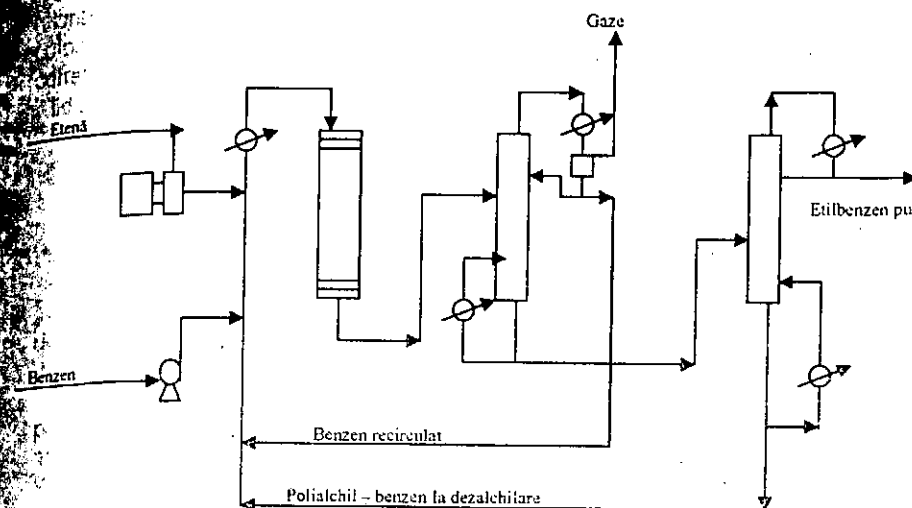 Gaze
Etenă
Etilbenzen pu
Benzen
Benzen recirculat
Polialchil – benzen la dezalchilare